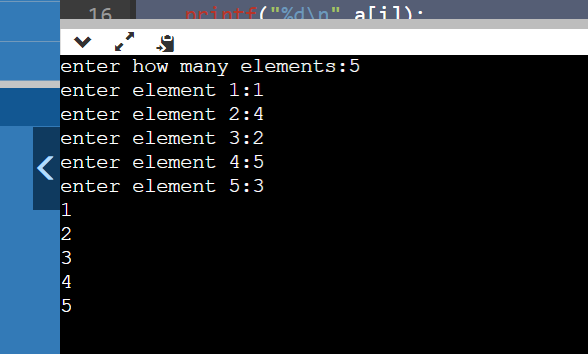 16 printf("%d\n" a[i]);
enter how many elements:5
enter element 1:1
enter element 2:4
enter element 3:2
enter element 4:5
enter element 5:3
1
2
3
4
5